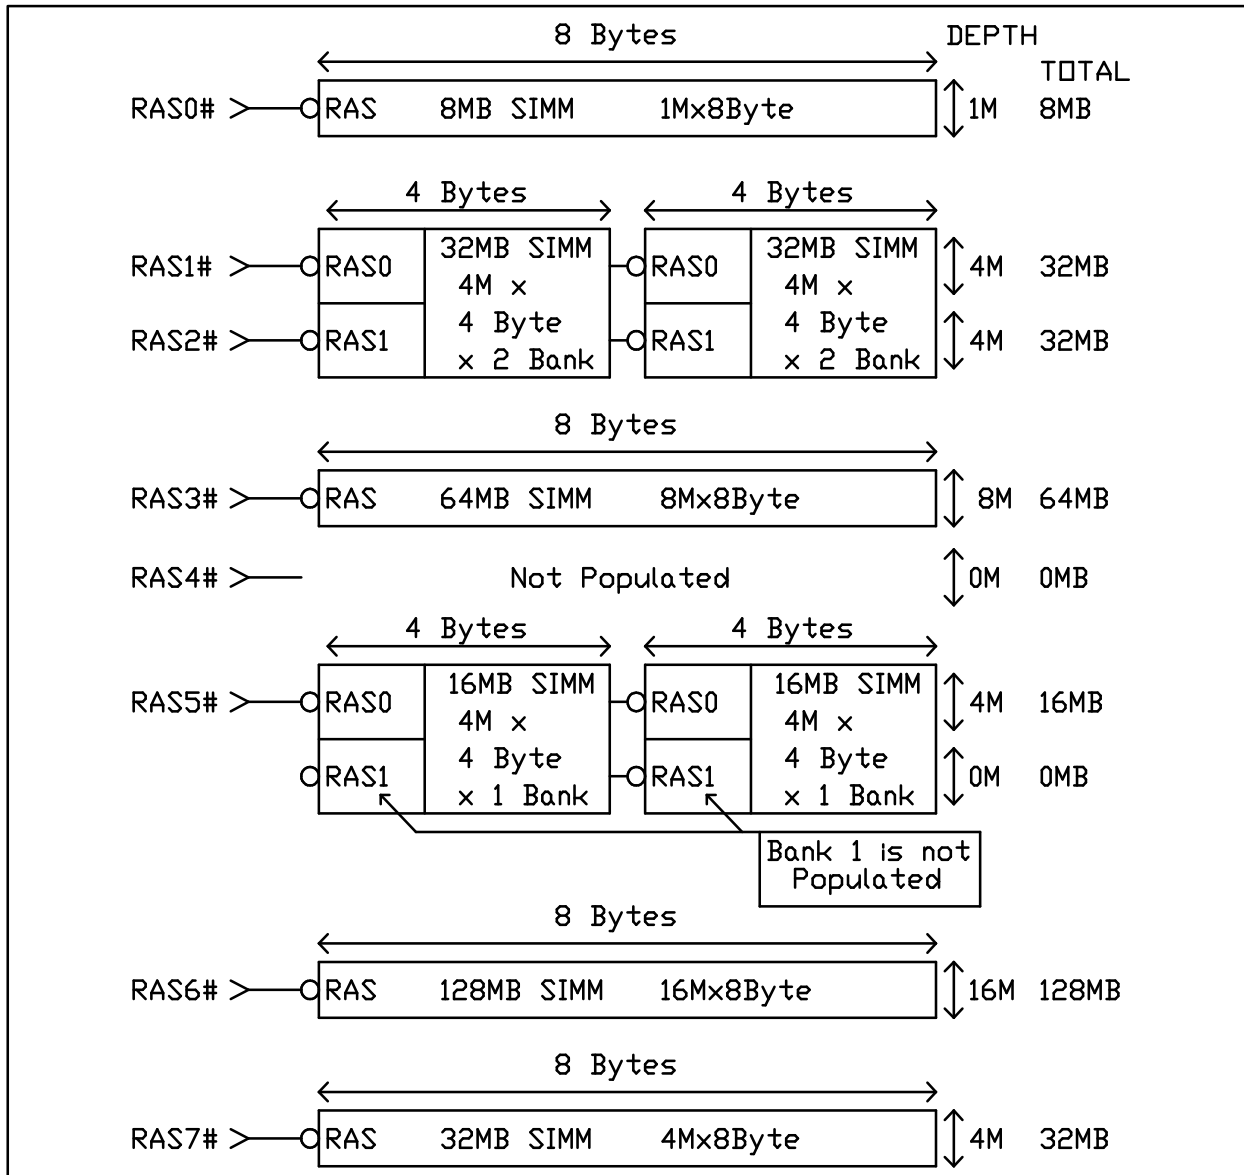 8 Bytes DEPTH
TOTAL
RAS0# RAS 8MB SIMM 1Mx8Byte 1M 8MB
4 Bytes 4 Bytes
32MB SIMM 32MB SIMM
RAS1# RAS0 RAS0 4M 32MB
4M x 4M x
4 Byte 4 Byte
RAS2# RAS1 RAS1 4M 32MB
x 2 Bank x 2 Bank
8 Bytes
RAS3# RAS 64MB SIMM 8Mx8Byte 8M 64MB
RAS4# Not Populated 0M 0MB
4 Bytes 4 Bytes
16MB SIMM 16MB SIMM
RAS5# RAS0 RAS0 4M 16MB
4M x 4M x
4 Byte 4 Byte
RAS1 RAS1 0M 0MB
x 1 Bank x 1 Bank
Bank 1 is not
Populated
8 Bytes
RAS6# RAS 128MB SIMM 16Mx8Byte 16M 128MB
8 Bytes
RAS7# RAS 32MB SIMM 4Mx8Byte 4M 32MB